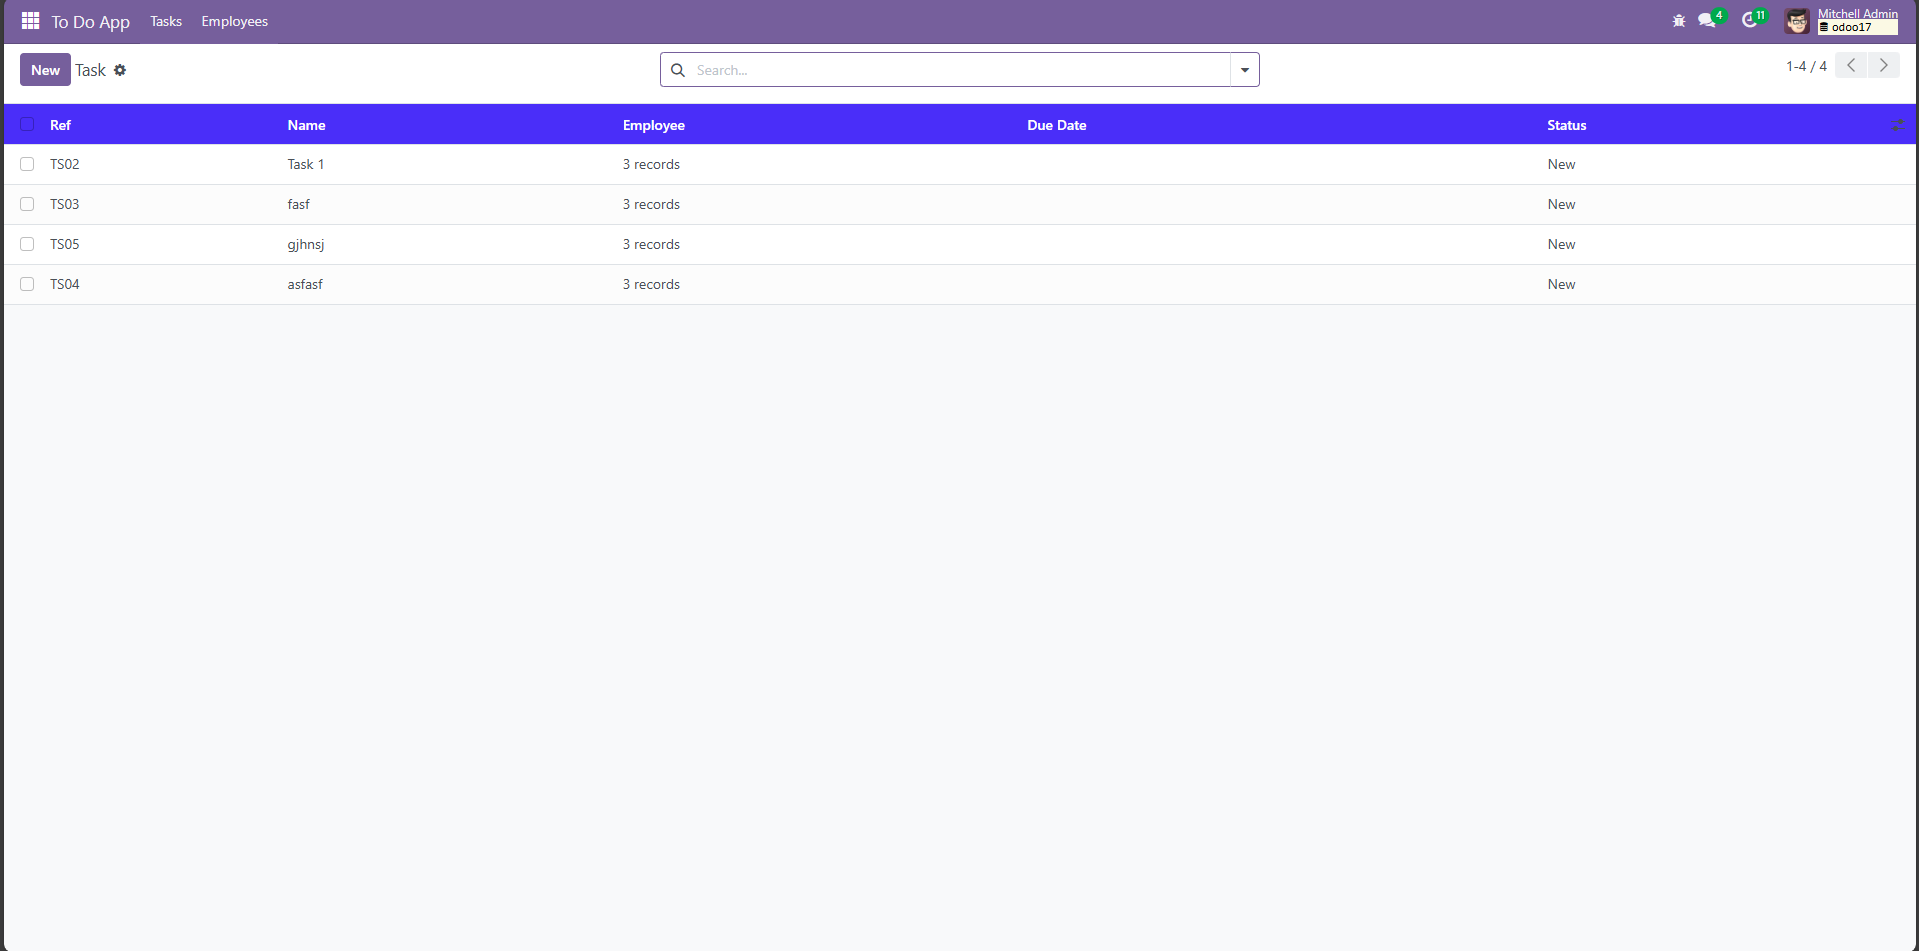 To Do App Tasks Employees 4 11 Mitchell Admin
odoo17
New Task Search... 1-4 / 4
Ref Name Employee Due Date Status
TS02 Task 1 3 records New
TS03 fasf 3 records New
TS05 gjhnsj 3 records New
TS04 asfasf 3 records New